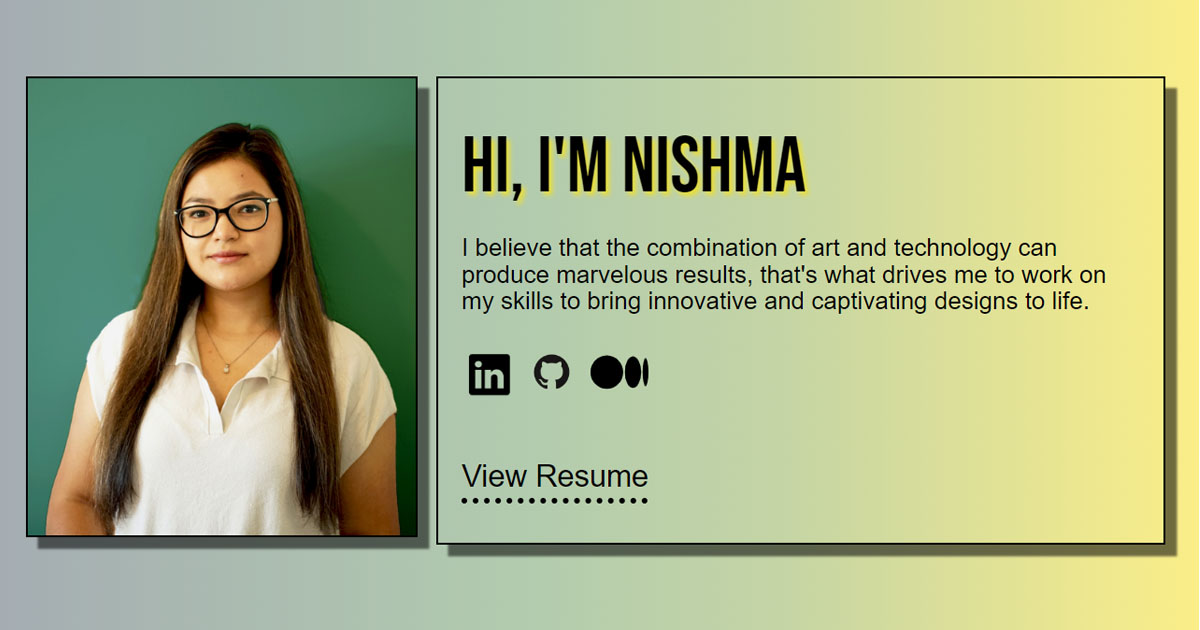 HI, I'M NISHMA
I believe that the combination of art and technology can
produce marvelous results, that's what drives me to work on
my skills to bring innovative and captivating designs to life.
in
View Resume